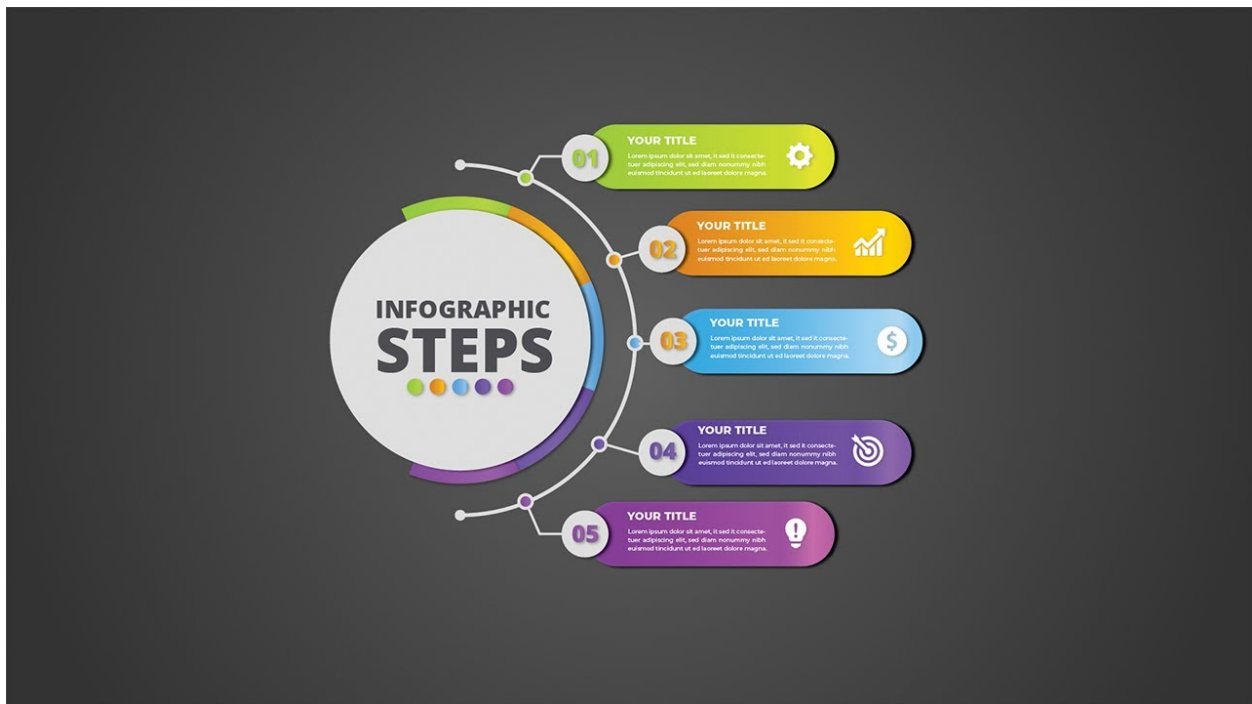 INFOGRAPHIC
STEPS
01
YOUR TITLE
Lorem ipsum dolor sit amet, it sed it consecte-
tuer adipiscing elit, sed diam nonummy nibh
euismod tincidunt ut ed laoreet dolore magna.
02
YOUR TITLE
Lorem ipsum dolor sit amet, it sed it consecte-
tuer adipiscing elit, sed diam nonummy nibh
euismod tincidunt ut ed laoreet dolore magna.
03
YOUR TITLE
Lorem ipsum dolor sit amet, it sed it consecte-
tuer adipiscing elit, sed diam nonummy nibh
euismod tincidunt ut ed laoreet dolore magna.
$
04
YOUR TITLE
Lorem ipsum dolor sit amet, it sed it consecte-
tuer adipiscing elit, sed diam nonummy nibh
euismod tincidunt ut ed laoreet dolore magna.
05
YOUR TITLE
Lorem ipsum dolor sit amet, it sed it consecte-
tuer adipiscing elit, sed diam nonummy nibh
euismod tincidunt ut ed laoreet dolore magna.
!